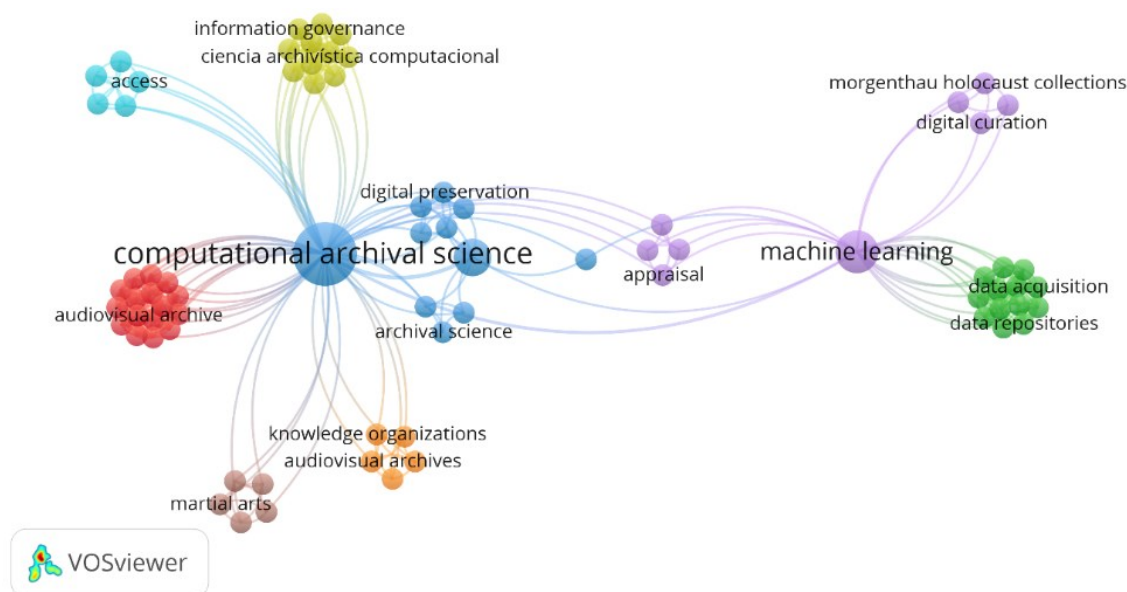 information governance
ciencia archivística computacional
access
morgenthau holocaust collections
digital curation
digital preservation
computational archival science
machine learning
appraisal
data acquisition
data repositories
audiovisual archive
archival science
knowledge organizations
audiovisual archives
martial arts
VOSviewer